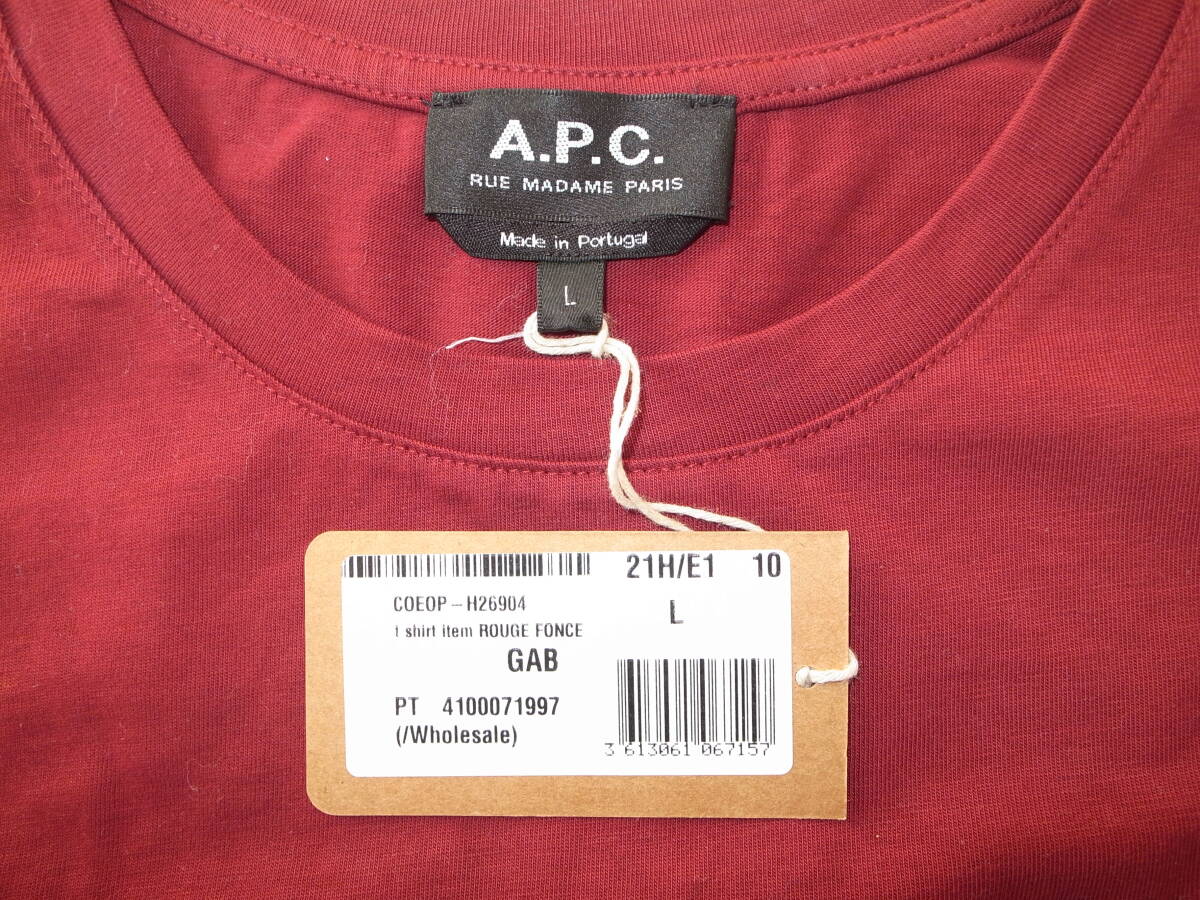 A.P.C.
RUE MADAME PARIS
Made in Portugal
L
21H/E1 10
COEOP-H26904
L
t shirt item ROUGE FONCE
GAB
PT 4100071997
(/Wholesale)
3 613061 067157